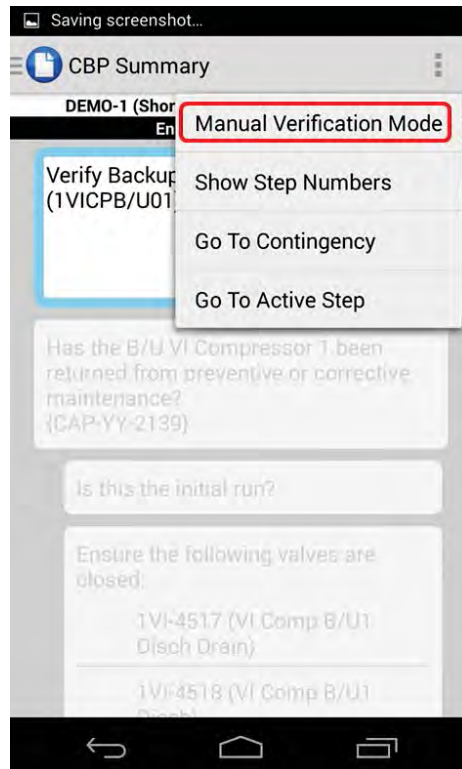 Saving screenshot...
CBP Summary
DEMO-1 (Shor
En
Manual Verification Mode
Show Step Numbers
Go To Contingency
Go To Active Step
Verify Backup
(1VICPB/U01
Has the B/U VI Compressor 1 been
returned from preventive or corrective
maintenance?
{CAP-YY-2139}
Is this the initial run?
Ensure the following valves are
closed:
1VI-4517 (VI Comp B/U1
Disch Drain)
1VI-4518 (VI Comp B/U1